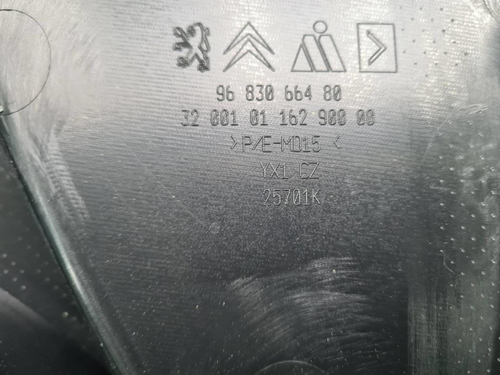 96 830 664 80
32 001 01 162 900 00
>P/E-MD15<
YX1 CZ
25701K